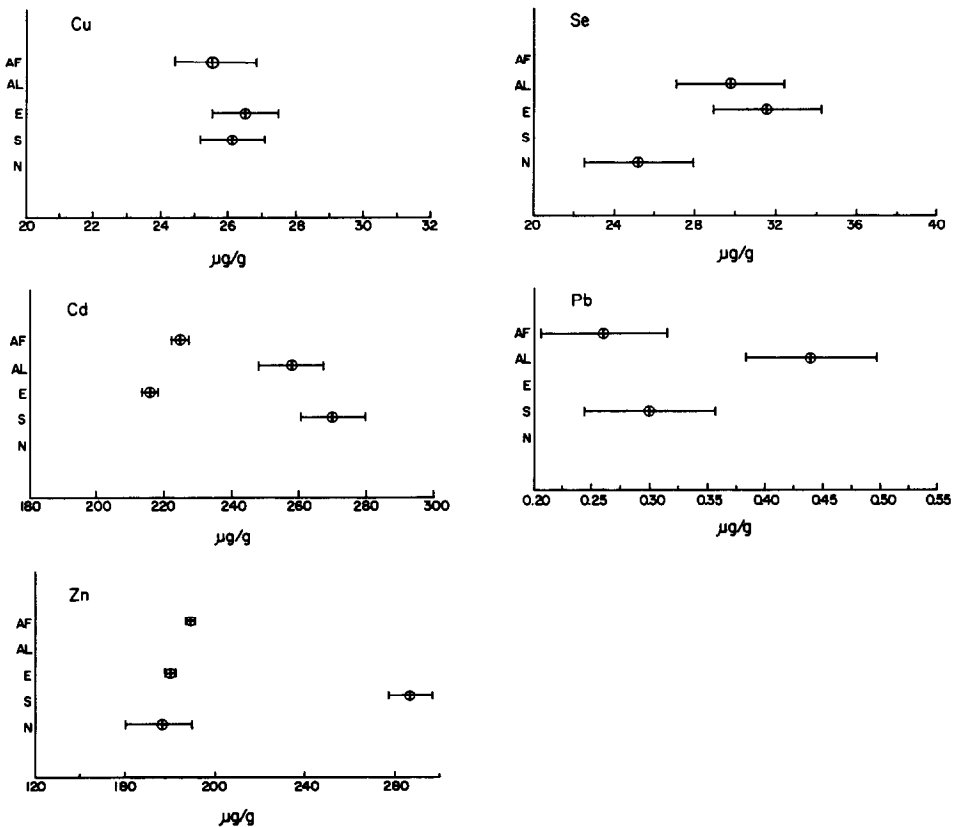 Cu
AF
AL
E
S
N
20 22 24 26 28 30 32
µg/g
Se
AF
AL
E
S
N
20 24 28 32 36 40
µg/g
Cd
AF
AL
E
S
N
180 200 220 240 260 280 300
µg/g
Pb
AF
AL
E
S
N
0.20 0.25 0.30 0.35 0.40 0.45 0.50 0.55
µg/g
Zn
AF
AL
E
S
N
120 160 200 240 280
µg/g